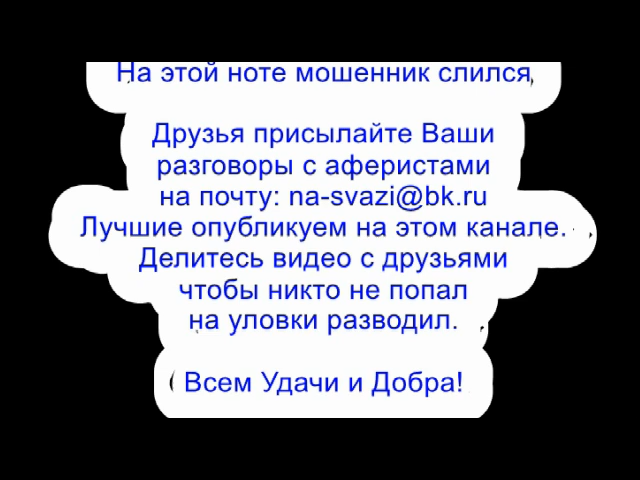 На этой ноте мошенник слился
Друзья присылайте Ваши
разговоры с аферистами
на почту: na-svazi@bk.ru
Лучшие опубликуем на этом канале.
Делитесь видео с друзьями
чтобы никто не попал
на уловки разводил.
Всем Удачи и Добра!